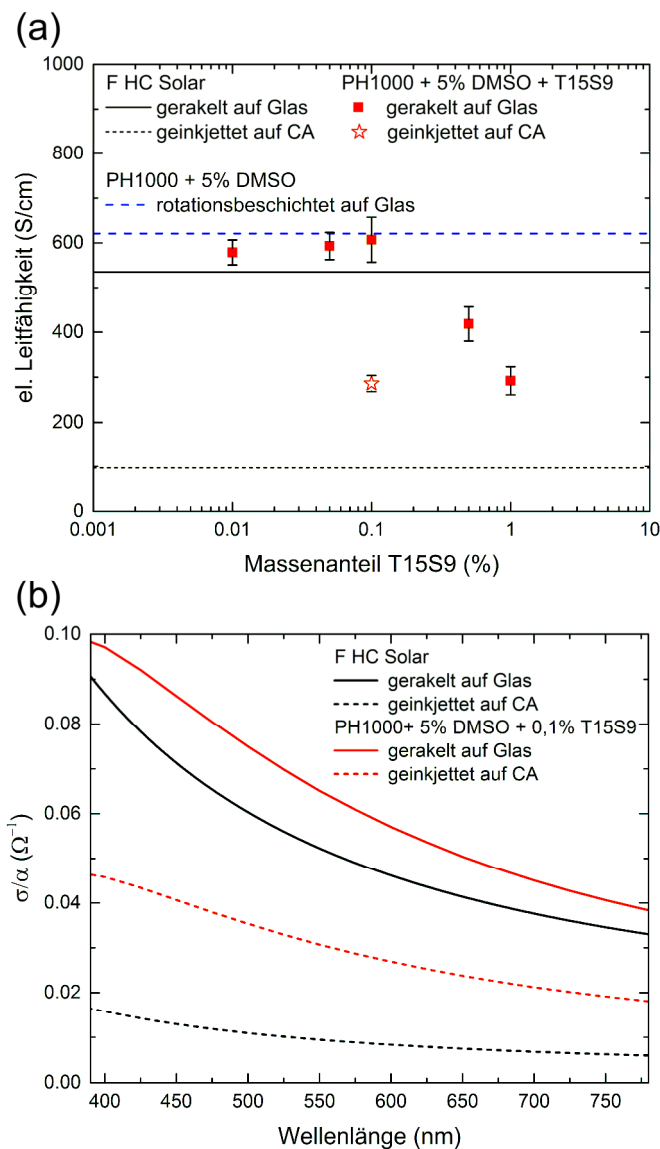 (a)
1000
800
600
400
200
0
el. Leitfähigkeit (S/cm)
F HC Solar
gerakelt auf Glas
geinkjettet auf CA
PH1000 + 5% DMSO
rotationsbeschichtet auf Glas
PH1000 + 5% DMSO + T15S9
gerakelt auf Glas
geinkjettet auf CA
0.001 0.01 0.1 1 10
Massenanteil T15S9 (%)
(b)
0.10
0.08
0.06
0.04
0.02
0.00
σ/α (Ω⁻¹)
F HC Solar
gerakelt auf Glas
geinkjettet auf CA
PH1000+ 5% DMSO + 0,1% T15S9
gerakelt auf Glas
geinkjettet auf CA
400 450 500 550 600 650 700 750
Wellenlänge (nm)